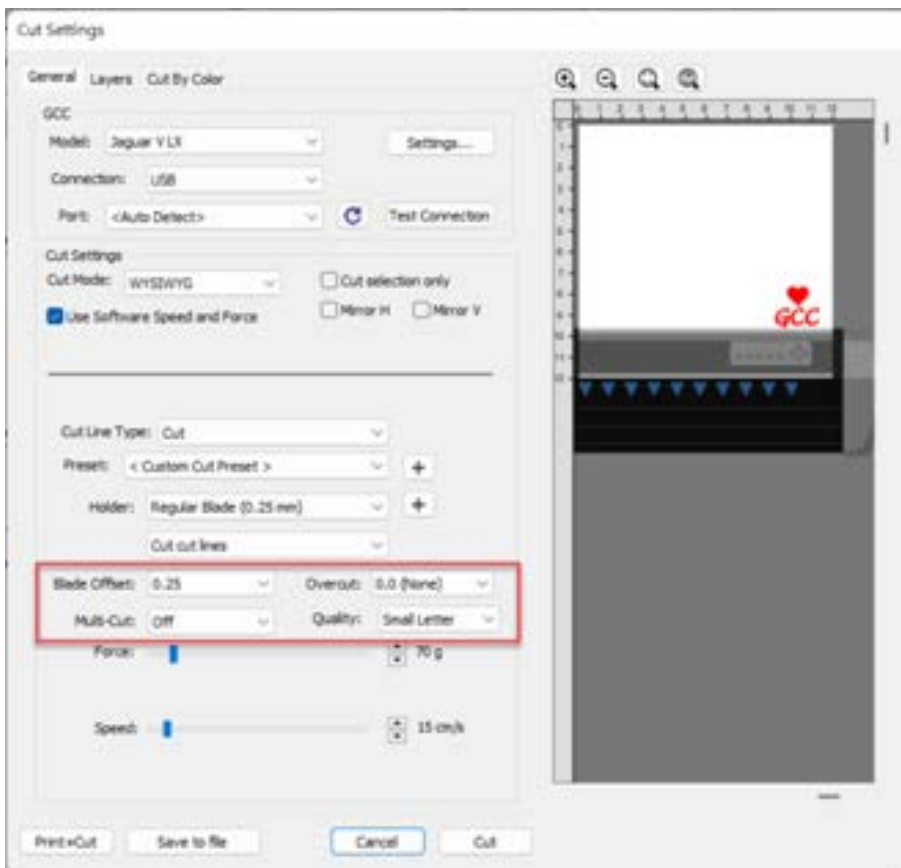 Cut Settings
General Layers Cut By Color
GCC
Model: Jaguar V LX Settings...
Connection: USB
Port: <Auto Detect> Test Connection
Cut Settings
Cut Mode: WYSIWYG Cut selection only
Use Software Speed and Force Mirror H Mirror V
Cut Line Type: Cut
Preset: < Custom Cut Preset > +
Holder: Regular Blade (0.25 mm) +
Cut cut lines
Blade Offset: 0.25 Overcut: 0.0 (None)
Multi-Cut: Off Quality: Small Letter
Force: 70 g
Speed: 15 cm/s
Print+Cut Save to file Cancel Cut
GCC